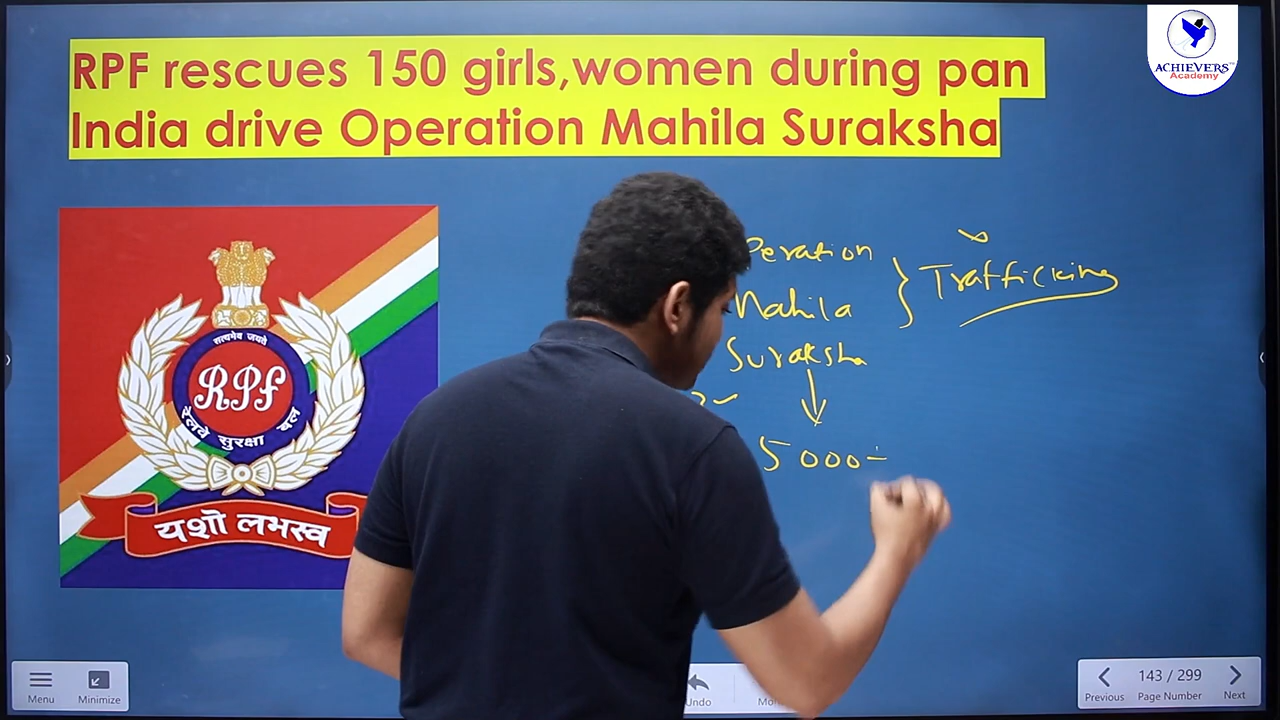 ACHIEVERS
Academy
RPF rescues 150 girls,women during pan
India drive Operation Mahila Suraksha
सत्यमेव जयते
RPf
रेलवे सुरक्षा बल
यशो लभस्व
peration
Mahila
Suraksha
Trafficking
5000
Menu
Minimize
Undo
143 / 299
Previous
Page Number
Next